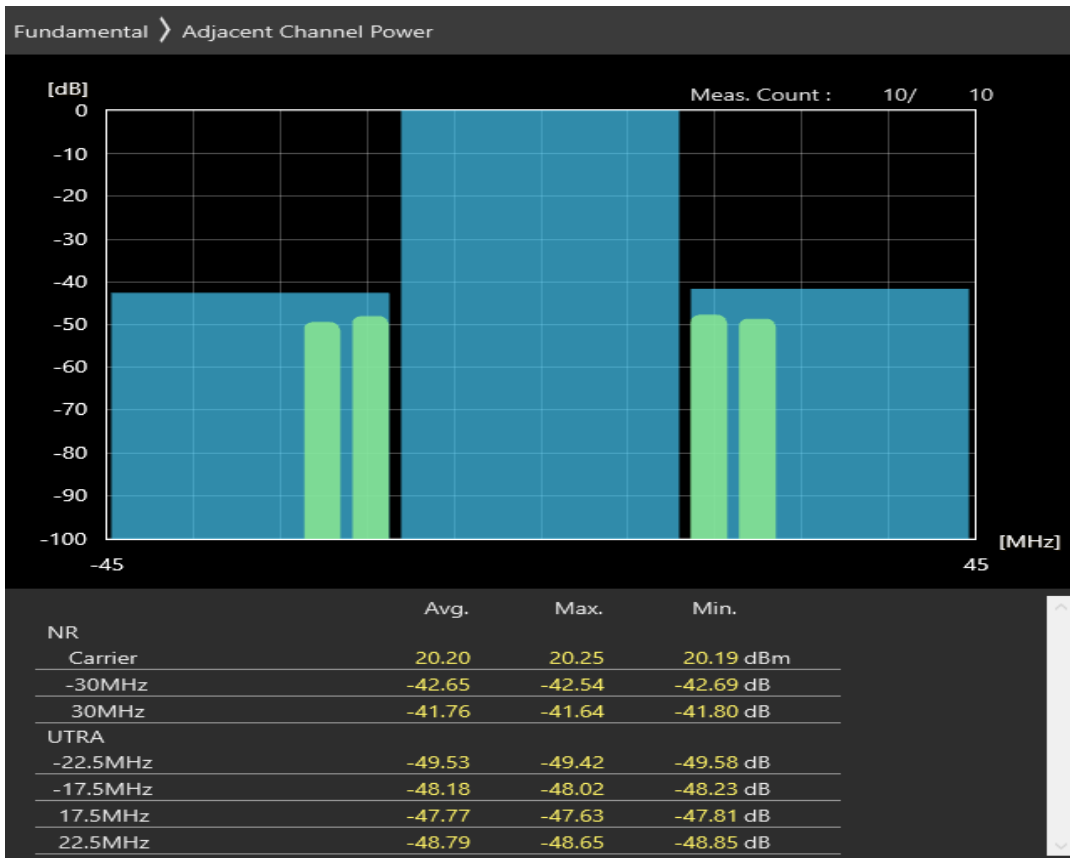 Fundamental 〉 Adjacent Channel Power
[dB]
Meas. Count : 10/ 10
0
-10
-20
-30
-40
-50
-60
-70
-80
-90
-100
[MHz]
-45 45
Avg. Max. Min.
NR
Carrier 20.20 20.25 20.19 dBm
-30MHz -42.65 -42.54 -42.69 dB
30MHz -41.76 -41.64 -41.80 dB
UTRA
-22.5MHz -49.53 -49.42 -49.58 dB
-17.5MHz -48.18 -48.02 -48.23 dB
17.5MHz -47.77 -47.63 -47.81 dB
22.5MHz -48.79 -48.65 -48.85 dB